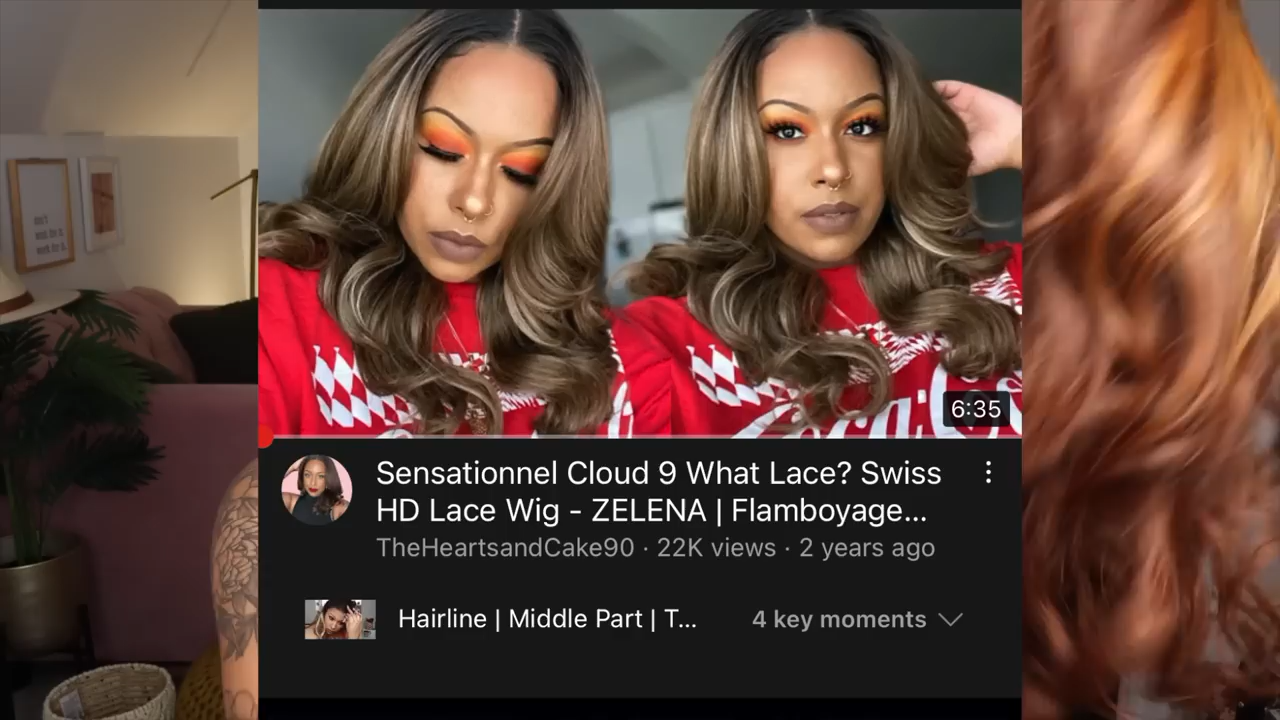 6:35
Sensationnel Cloud 9 What Lace? Swiss
HD Lace Wig - ZELENA | Flamboyage...
TheHeartsandCake90 · 22K views · 2 years ago
Hairline | Middle Part | T...
4 key moments